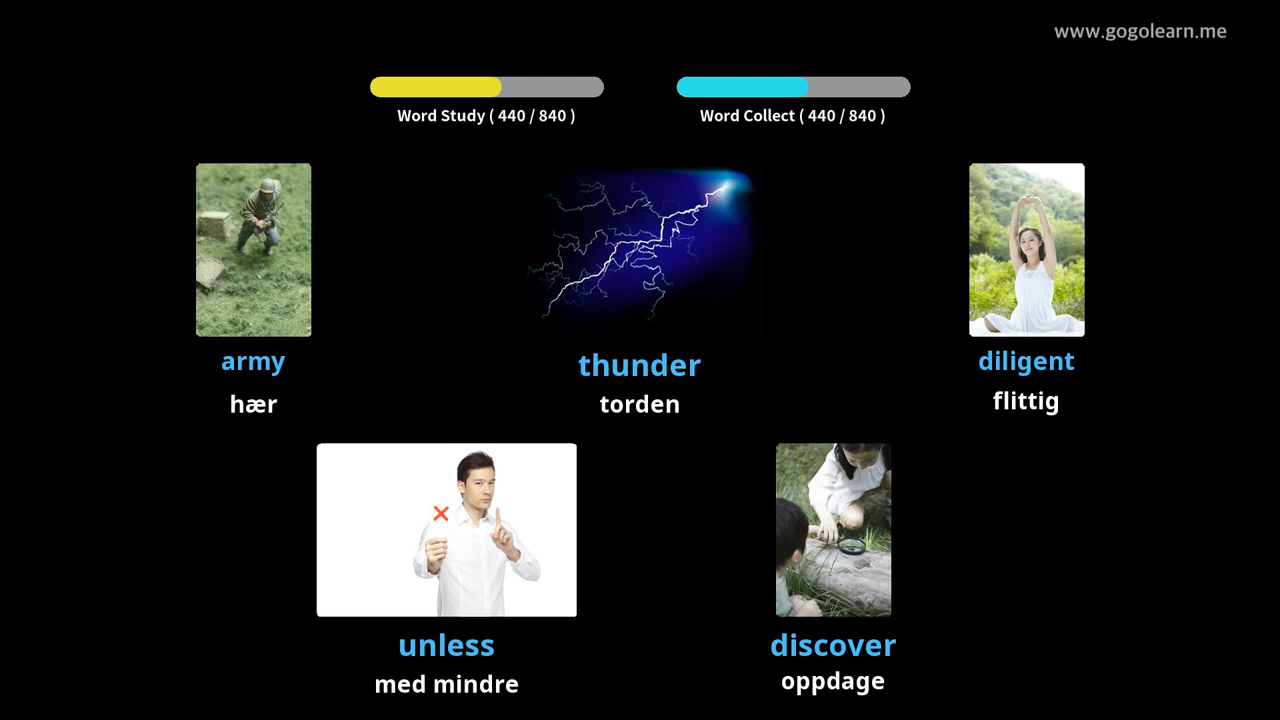 www.gogolearn.me
Word Study ( 440 / 840 )
Word Collect ( 440 / 840 )
army
hær
thunder
torden
diligent
flittig
unless
med mindre
discover
oppdage